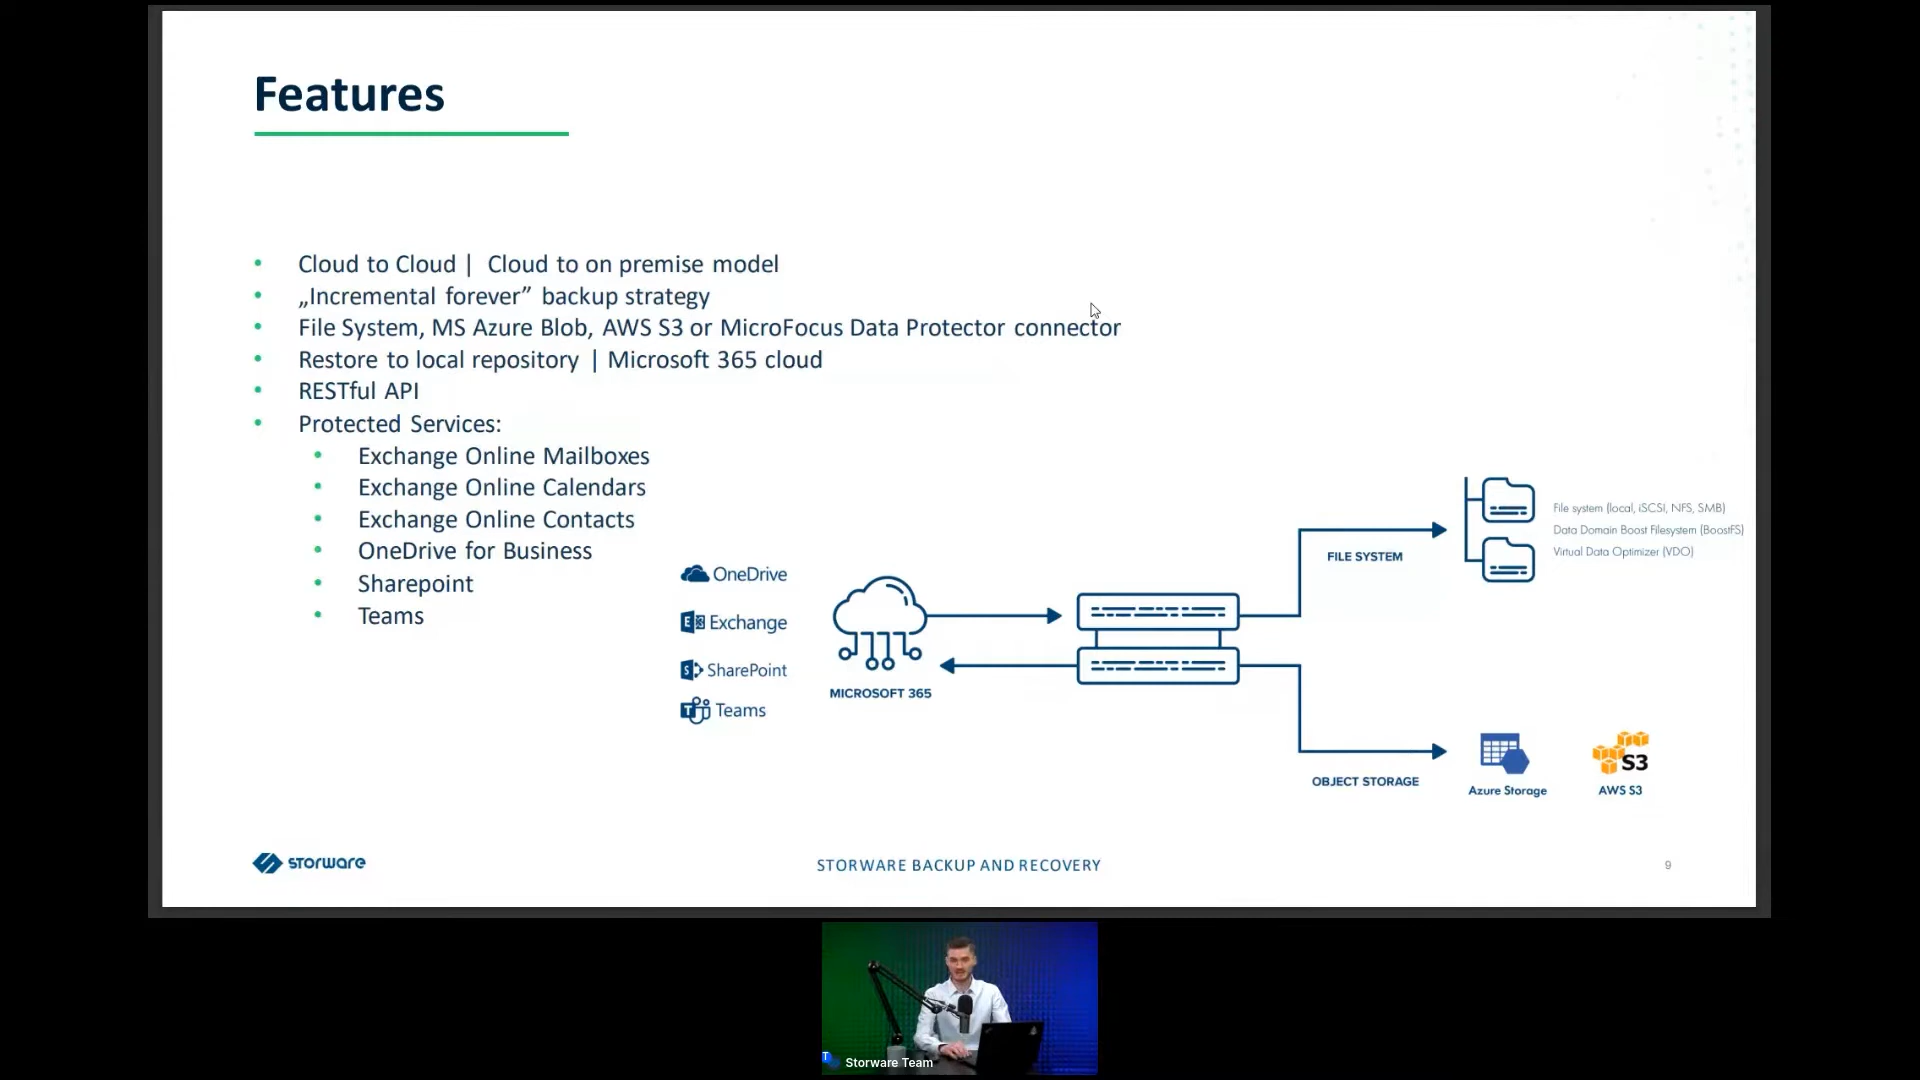 Features
Cloud to Cloud | Cloud to on premise model
„Incremental forever” backup strategy
File System, MS Azure Blob, AWS S3 or MicroFocus Data Protector connector
Restore to local repository | Microsoft 365 cloud
RESTful API
Protected Services:
Exchange Online Mailboxes
Exchange Online Calendars
Exchange Online Contacts
OneDrive for Business
Sharepoint
Teams
OneDrive
Exchange
SharePoint
Teams
MICROSOFT 365
FILE SYSTEM
File system (local, iSCSI, NFS, SMB)
Data Domain Boost Filesystem (BoostFS)
Virtual Data Optimizer (VDO)
OBJECT STORAGE
Azure Storage
S3
AWS S3
STORWARE
STORWARE BACKUP AND RECOVERY
9
Storware Team